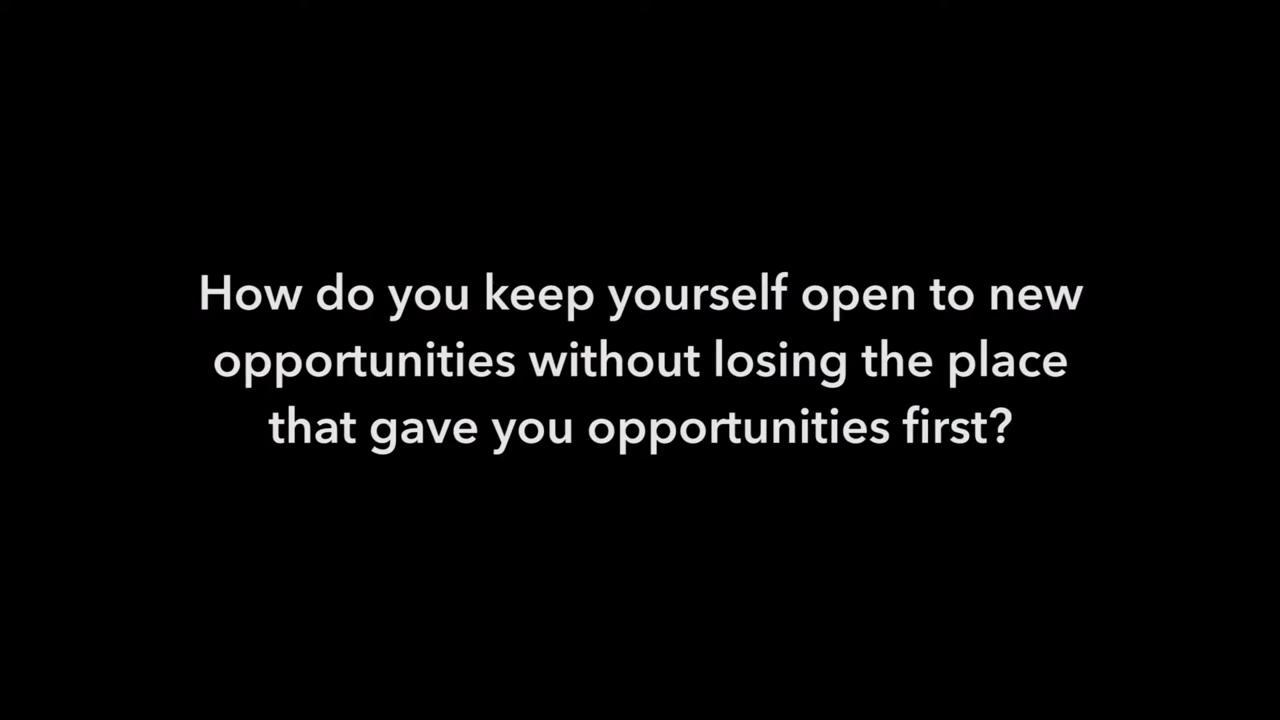 How do you keep yourself open to new
opportunities without losing the place
that gave you opportunities first?